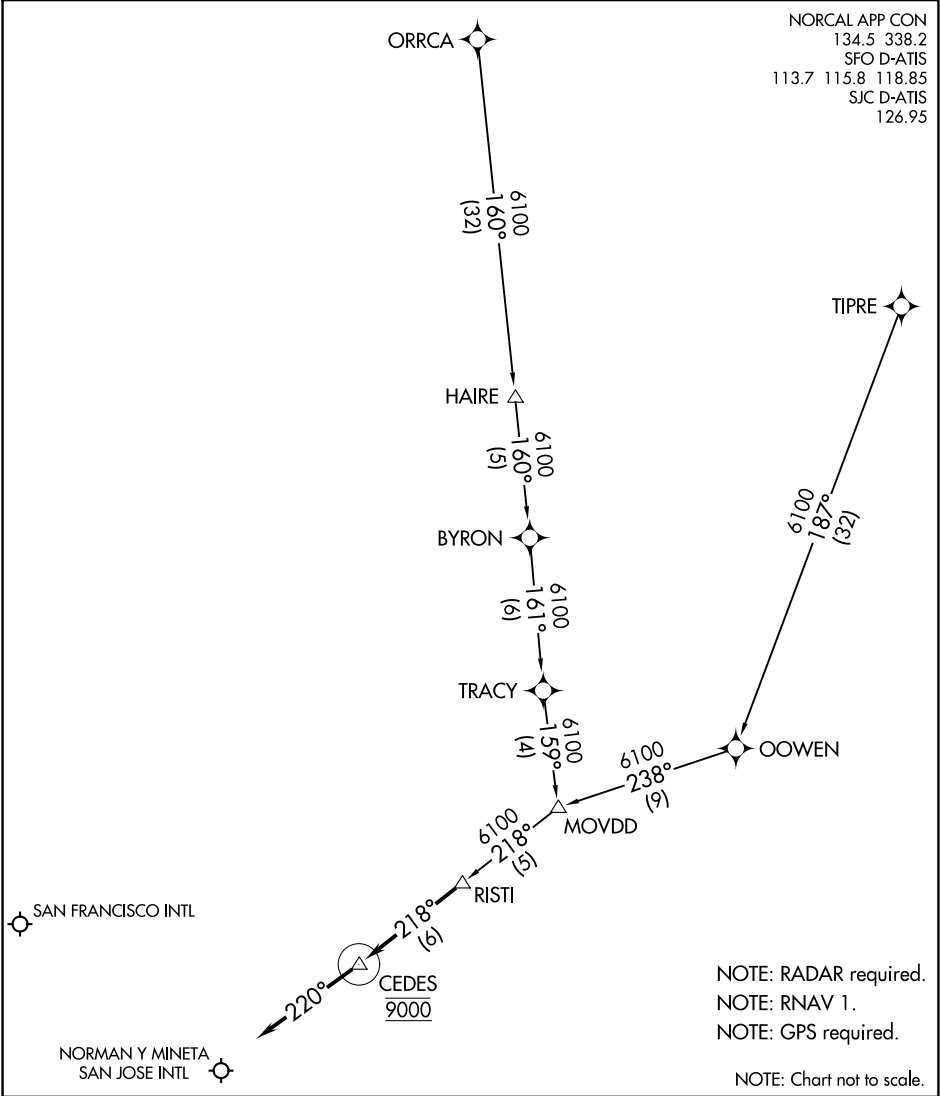 NORCAL APP CON
134.5 338.2
SFO D-ATIS
113.7 115.8 118.85
SJC D-ATIS
126.95
ORRCA
6100
160°
(32)
TIPRE
HAIRE
6100
160°
(5)
6100
187°
(32)
BYRON
6100
161°
(6)
TRACY
6100
159°
(4)
OOWEN
6100
238°
(9)
MOVDD
6100
218°
(5)
RISTI
218°
(6)
SAN FRANCISCO INTL
CEDES
9000
220°
NORMAN Y MINETA
SAN JOSE INTL
NOTE: RADAR required.
NOTE: RNAV 1.
NOTE: GPS required.
NOTE: Chart not to scale.